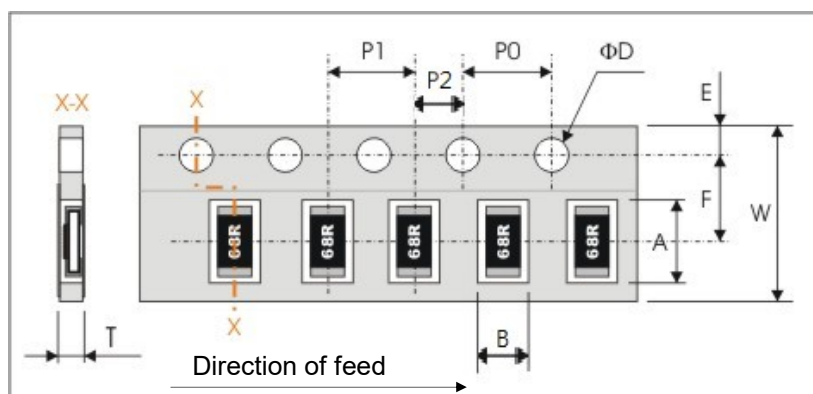 P1
P0
ΦD
P2
E
X-X
X
F
W
A
68R
68R
68R
68R
68R
X
B
T
Direction of feed